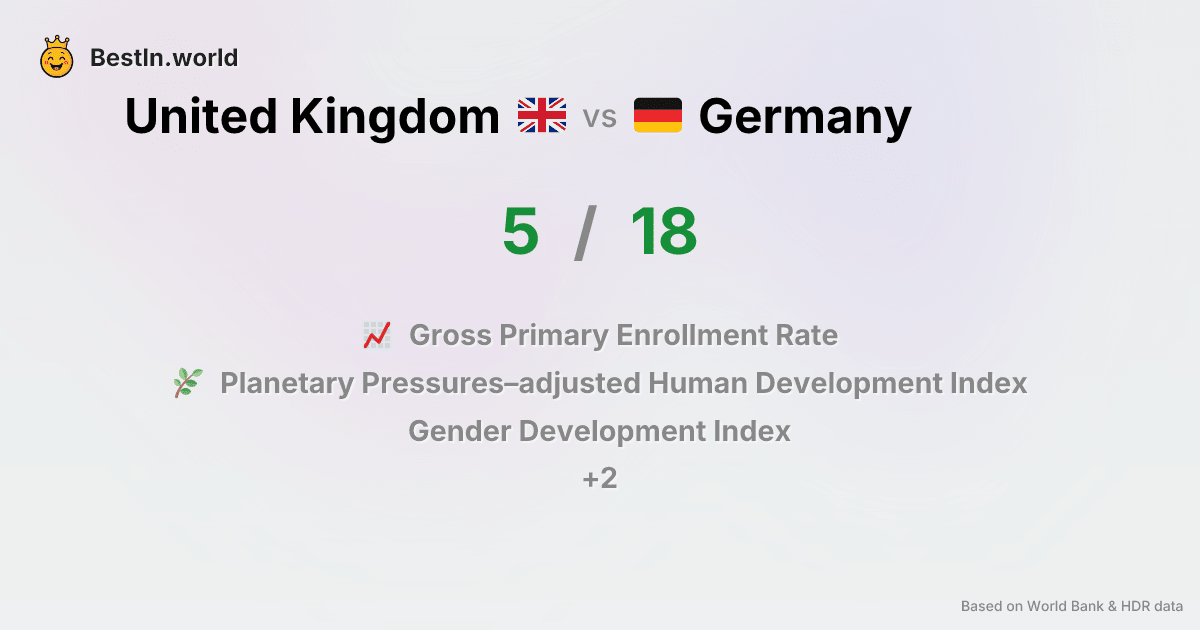 BestIn.world
United Kingdom vs Germany
5 / 18
Gross Primary Enrollment Rate
Planetary Pressures–adjusted Human Development Index
Gender Development Index
+2
Based on World Bank & HDR data